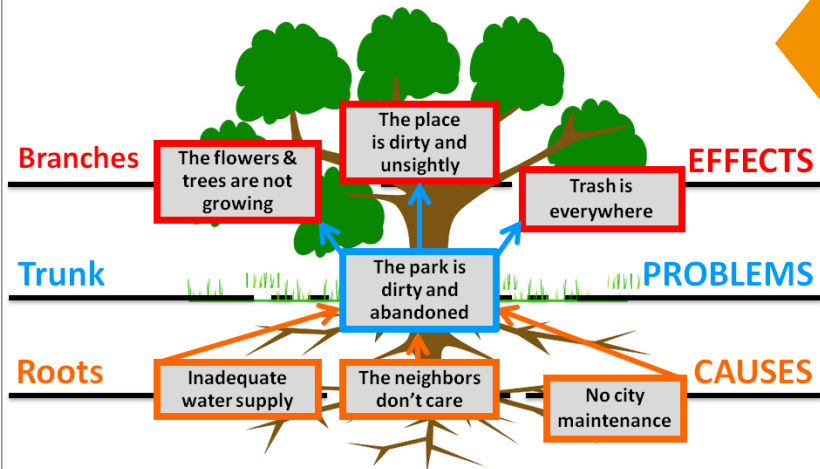 Branches
The flowers &
trees are not
growing
The place
is dirty and
unsightly
Trash is
everywhere
EFFECTS
Trunk
The park is
dirty and
abandoned
PROBLEMS
Roots
Inadequate
water supply
The neighbors
don't care
No city
maintenance
CAUSES